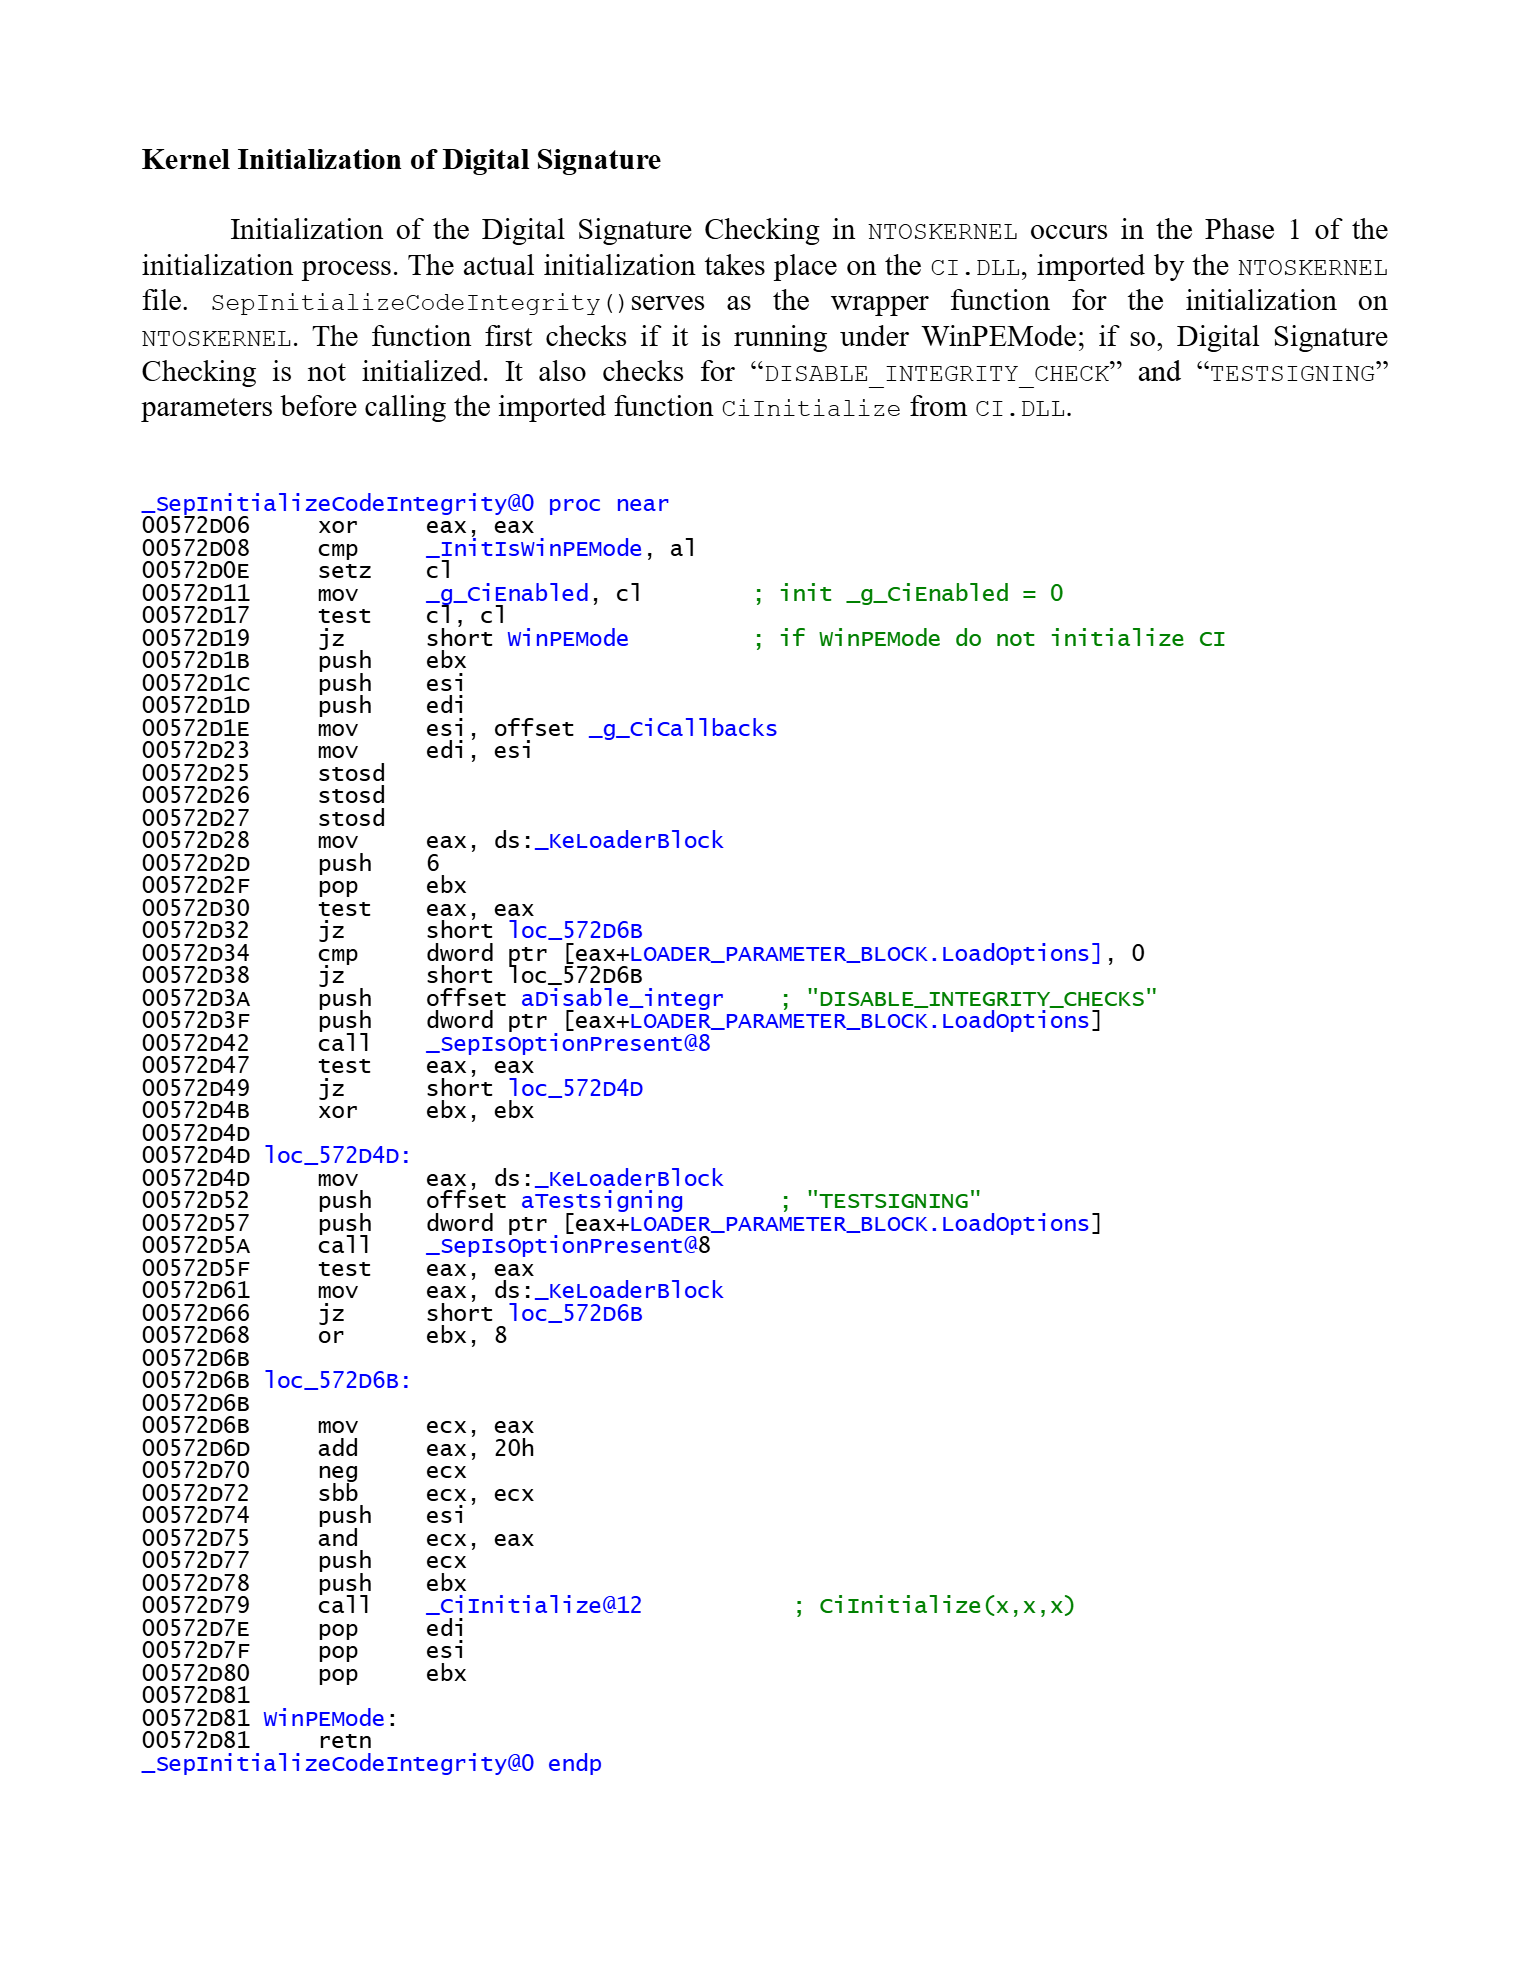 Kernel Initialization of Digital Signature
Initialization of the Digital Signature Checking in NTOSKERNEL occurs in the Phase 1 of the
initialization process. The actual initialization takes place on the CI.DLL, imported by the NTOSKERNEL
file. SepInitializeCodeIntegrity()serves as the wrapper function for the initialization on
NTOSKERNEL. The function first checks if it is running under WinPEMode; if so, Digital Signature
Checking is not initialized. It also checks for “DISABLE_INTEGRITY_CHECK” and “TESTSIGNING”
parameters before calling the imported function CiInitialize from CI.DLL.
_SepInitializeCodeIntegrity@0 proc near
00572D06 xor eax, eax
00572D08 cmp _InitIsWinPEMode, al
00572D0E setz cl
00572D11 mov _g_CiEnabled, cl ; init _g_CiEnabled = 0
00572D17 test cl, cl
00572D19 jz short WinPEMode ; if WinPEMode do not initialize CI
00572D1B push ebx
00572D1C push esi
00572D1D push edi
00572D1E mov esi, offset _g_CiCallbacks
00572D23 mov edi, esi
00572D25 stosd
00572D26 stosd
00572D27 stosd
00572D28 mov eax, ds:_KeLoaderBlock
00572D2D push 6
00572D2F pop ebx
00572D30 test eax, eax
00572D32 jz short loc_572D6B
00572D34 cmp dword ptr [eax+LOADER_PARAMETER_BLOCK.LoadOptions], 0
00572D38 jz short loc_572D6B
00572D3A push offset aDisable_integr ; "DISABLE_INTEGRITY_CHECKS"
00572D3F push dword ptr [eax+LOADER_PARAMETER_BLOCK.LoadOptions]
00572D42 call _SepIsOptionPresent@8
00572D47 test eax, eax
00572D49 jz short loc_572D4D
00572D4B xor ebx, ebx
00572D4D
00572D4D loc_572D4D:
00572D4D mov eax, ds:_KeLoaderBlock
00572D52 push offset aTestsigning ; "TESTSIGNING"
00572D57 push dword ptr [eax+LOADER_PARAMETER_BLOCK.LoadOptions]
00572D5A call _SepIsOptionPresent@8
00572D5F test eax, eax
00572D61 mov eax, ds:_KeLoaderBlock
00572D66 jz short loc_572D6B
00572D68 or ebx, 8
00572D6B
00572D6B loc_572D6B:
00572D6B
00572D6B mov ecx, eax
00572D6D add eax, 20h
00572D70 neg ecx
00572D72 sbb ecx, ecx
00572D74 push esi
00572D75 and ecx, eax
00572D77 push ecx
00572D78 push ebx
00572D79 call _CiInitialize@12 ; CiInitialize(x,x,x)
00572D7E pop edi
00572D7F pop esi
00572D80 pop ebx
00572D81
00572D81 WinPEMode:
00572D81 retn
_SepInitializeCodeIntegrity@0 endp